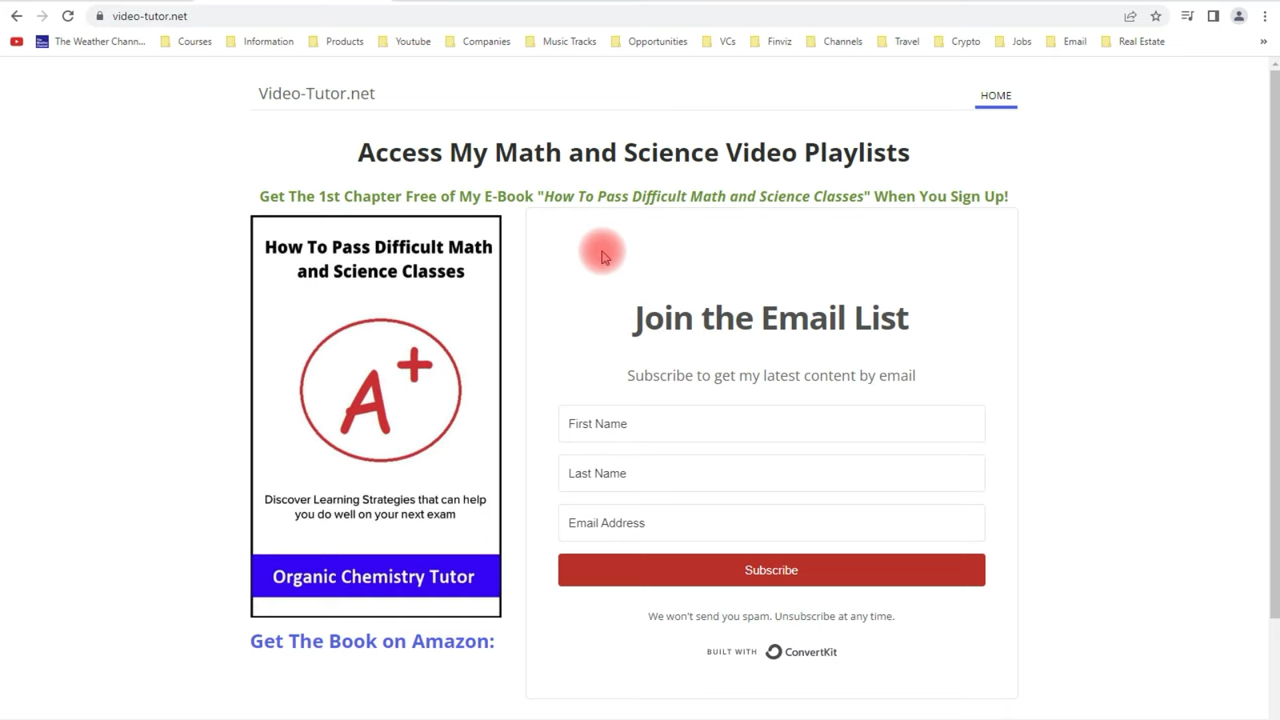 video-tutor.net
The Weather Chann...
Courses
Information
Products
Youtube
Companies
Music Tracks
Opportunities
VCs
Finviz
Channels
Travel
Crypto
Jobs
Email
Real Estate
»
Video-Tutor.net
HOME
Access My Math and Science Video Playlists
Get The 1st Chapter Free of My E-Book "How To Pass Difficult Math and Science Classes" When You Sign Up!
How To Pass Difficult Math
and Science Classes
A+
Discover Learning Strategies that can help
you do well on your next exam
Organic Chemistry Tutor
Get The Book on Amazon:
Join the Email List
Subscribe to get my latest content by email
First Name
Last Name
Email Address
Subscribe
We won't send you spam. Unsubscribe at any time.
BUILT WITH ConvertKit